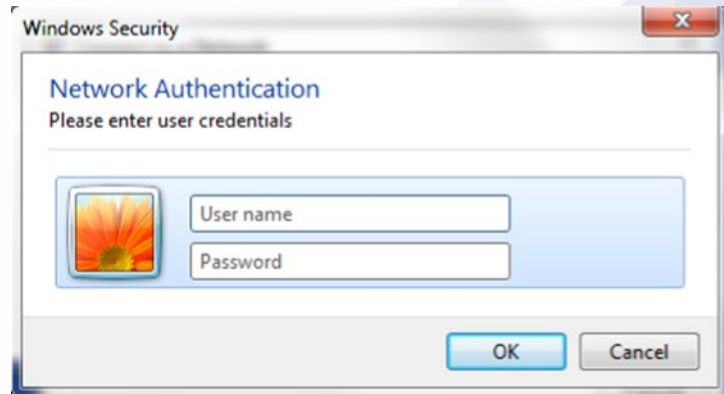 Windows Security
Network Authentication
Please enter user credentials
User name
Password
OK Cancel